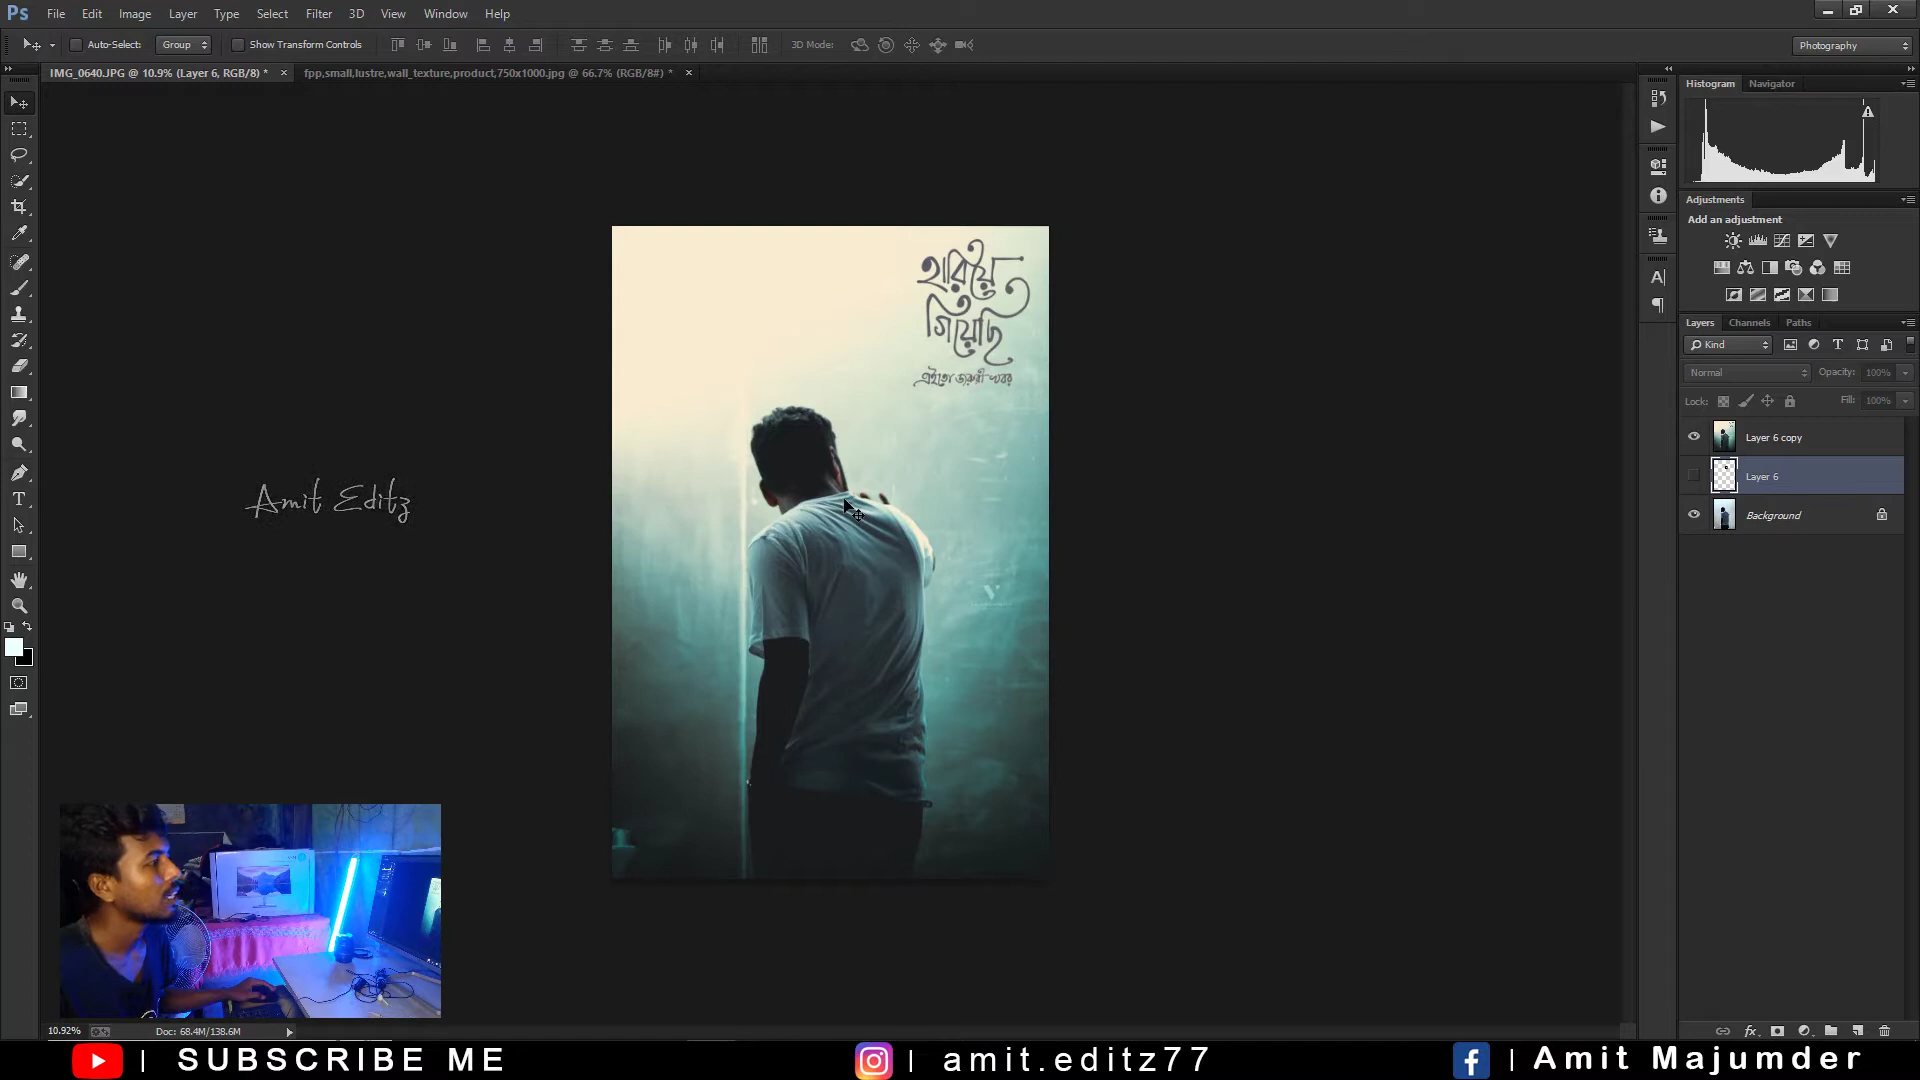 Ps File Edit Image Layer Type Select Filter 3D View Window Help
Auto-Select: Group Show Transform Controls 3D Mode: Photography
IMG_0640.JPG @ 10.9% (Layer 6, RGB/8) * × fpp,small,lustre,wall_texture,product,750x1000.jpg @ 66.7% (RGB/8#) * ×
Histogram Navigator
Adjustments
Add an adjustment
Layers Channels Paths
Kind
Normal Opacity: 100%
Lock: Fill: 100%
Layer 6 copy
Layer 6
Background
হারিয়ে
গিয়েছি
এইতো জরুরী খবর
Amit Editz
10.92% Doc: 68.4M/138.6M
| SUBSCRIBE ME | amit.editz77 | Amit Majumder